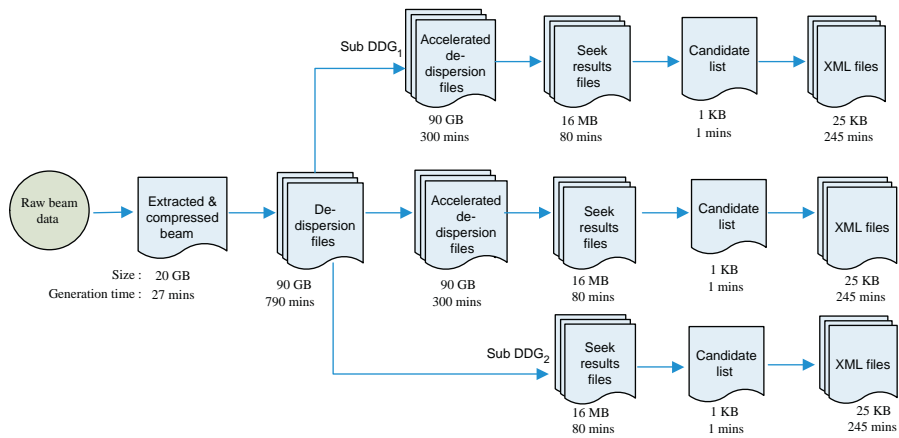 Sub DDG1
Accelerated
de-
dispersion
files
90 GB
300 mins
Seek
results
files
16 MB
80 mins
Candidate
list
1 KB
1 mins
XML files
25 KB
245 mins
Raw beam
data
Extracted &
compressed
beam
Size : 20 GB
Generation time : 27 mins
De-
dispersion
files
90 GB
790 mins
Accelerated
de-
dispersion
files
90 GB
300 mins
Seek
results
files
16 MB
80 mins
Candidate
list
1 KB
1 mins
XML files
25 KB
245 mins
Sub DDG2
Seek
results
files
16 MB
80 mins
Candidate
list
1 KB
1 mins
XML files
25 KB
245 mins